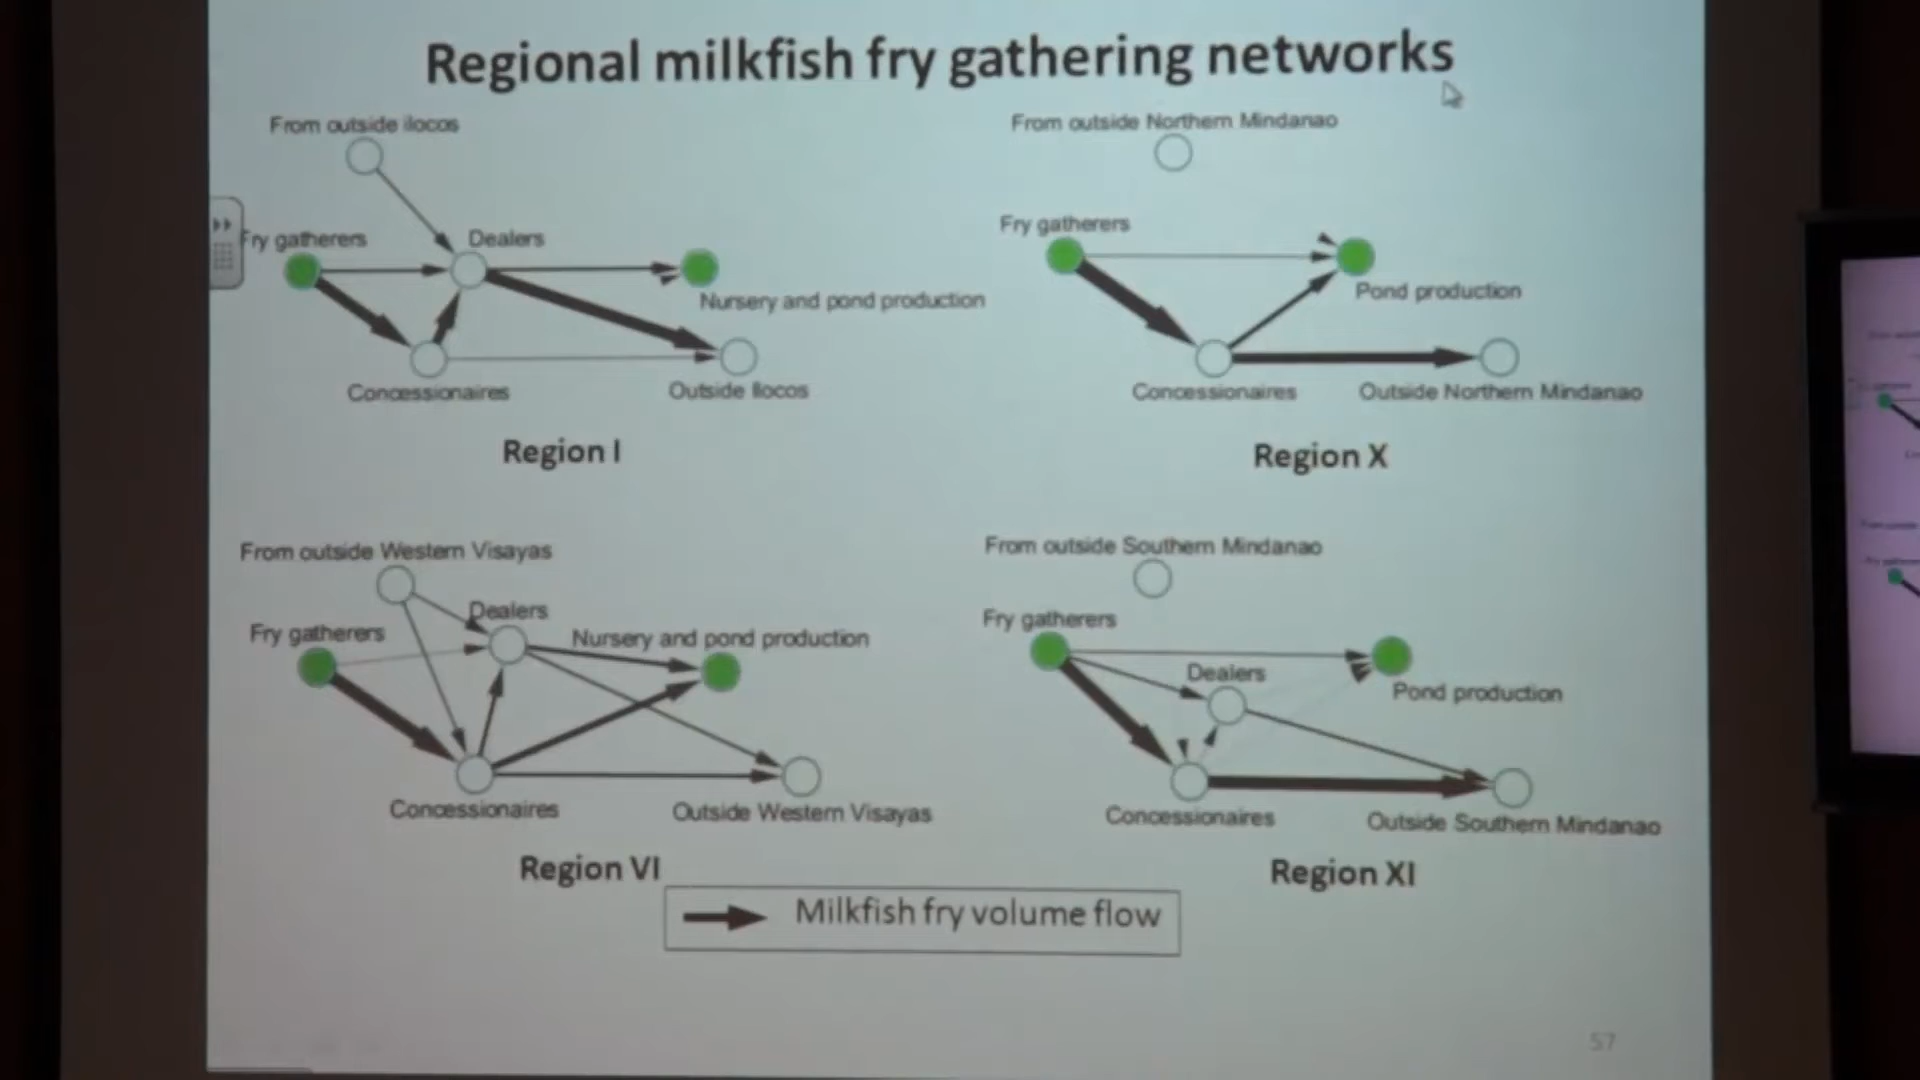 Regional milkfish fry gathering networks
From outside ilocos
Fry gatherers
Dealers
Nursery and pond production
Concessionaires
Outside Ilocos
Region I
From outside Northern Mindanao
Fry gatherers
Pond production
Concessionaires
Outside Northern Mindanao
Region X
From outside Western Visayas
Dealers
Fry gatherers
Nursery and pond production
Concessionaires
Outside Western Visayas
Region VI
From outside Southern Mindanao
Fry gatherers
Dealers
Pond production
Concessionaires
Outside Southern Mindanao
Region XI
Milkfish fry volume flow
57